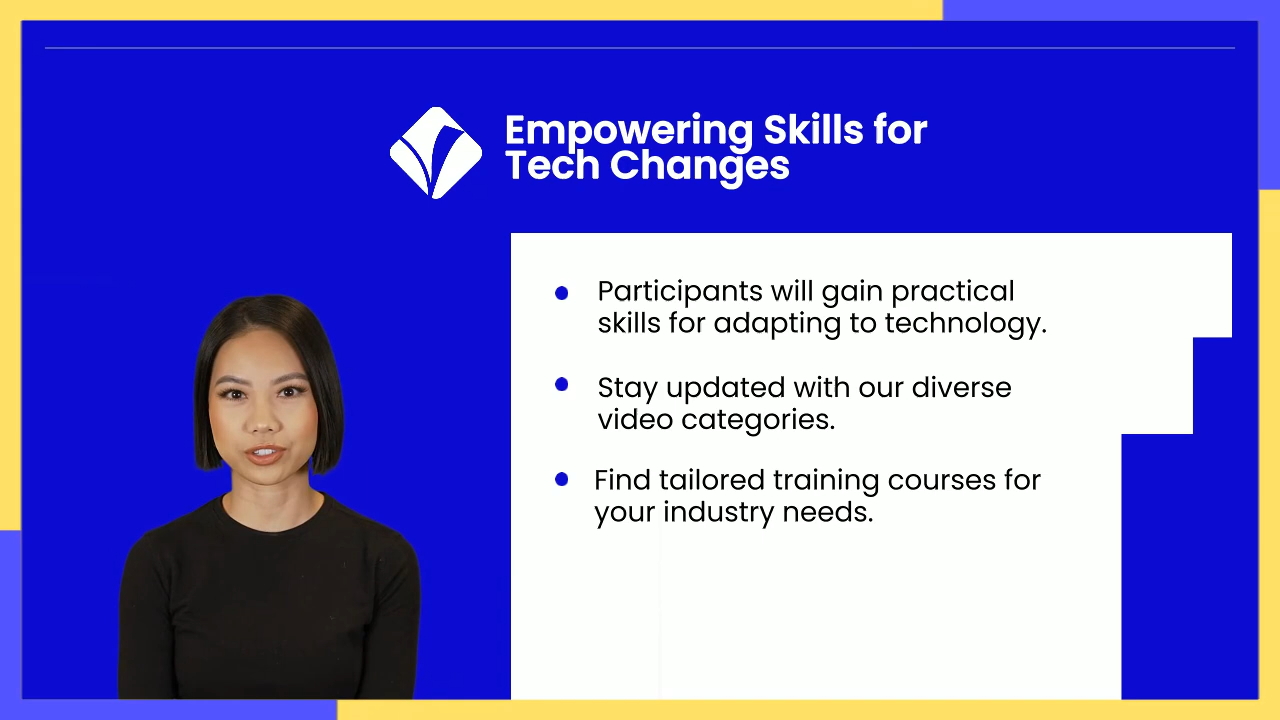 Empowering Skills for
Tech Changes
Participants will gain practical
skills for adapting to technology.
Stay updated with our diverse
video categories.
Find tailored training courses for
your industry needs.